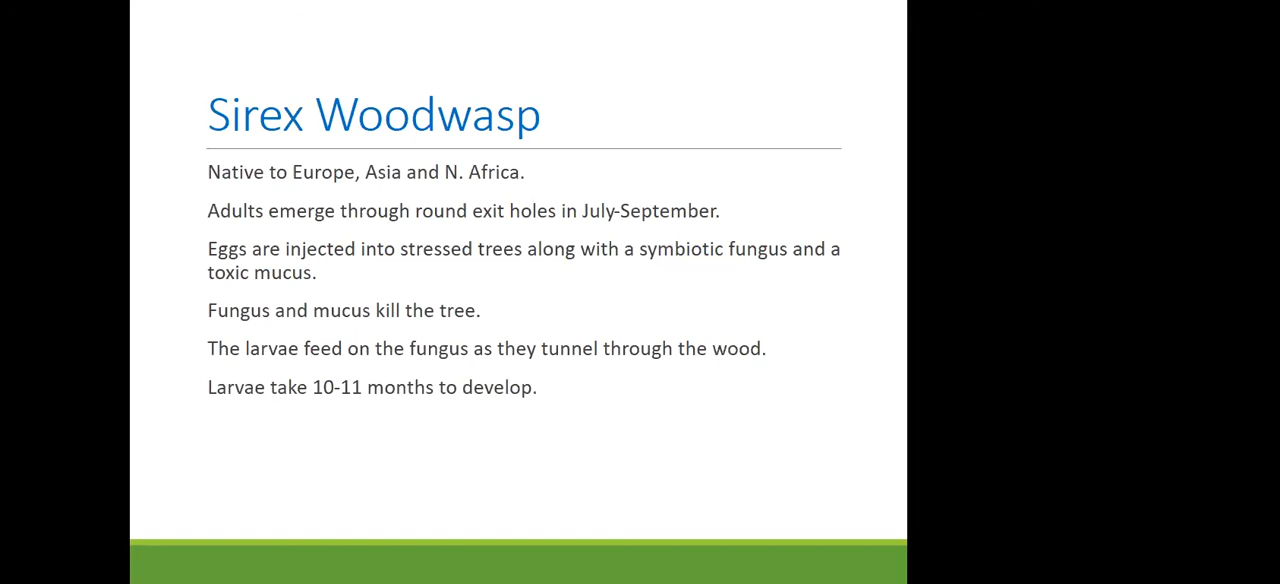 Sirex Woodwasp
Native to Europe, Asia and N. Africa.
Adults emerge through round exit holes in July-September.
Eggs are injected into stressed trees along with a symbiotic fungus and a
toxic mucus.
Fungus and mucus kill the tree.
The larvae feed on the fungus as they tunnel through the wood.
Larvae take 10-11 months to develop.